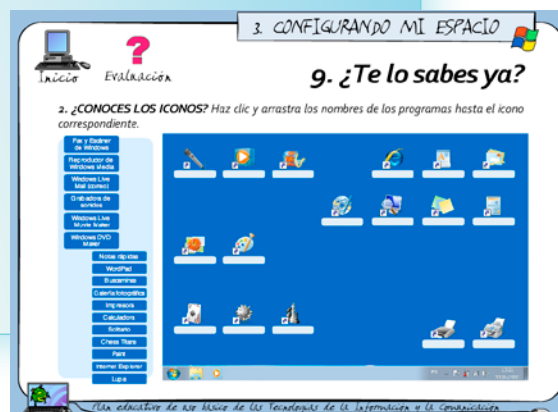 3. CONFIGURANDO MI ESPACIO
Inicio
Evaluación
9. ¿Te lo sabes ya?
2. ¿CONOCES LOS ICONOS? Haz clic y arrastra los nombres de los programas hasta el icono
correspondiente.
Fax y Escáner
de Windows
Reproductor de
Windows Media
Windows Live
Mail (correo)
Grabadora de
sonidos
Windows Live
Movie Maker
Windows DVD
Maker
Notas rápidas
WordPad
Buscaminas
Galería fotográfica
Impresora
Calculadora
Solitario
Chess Titans
Paint
Internet Explorer
Lupa
Plan educativo de uso básico de las Tecnologías de la Información y la Comunicación